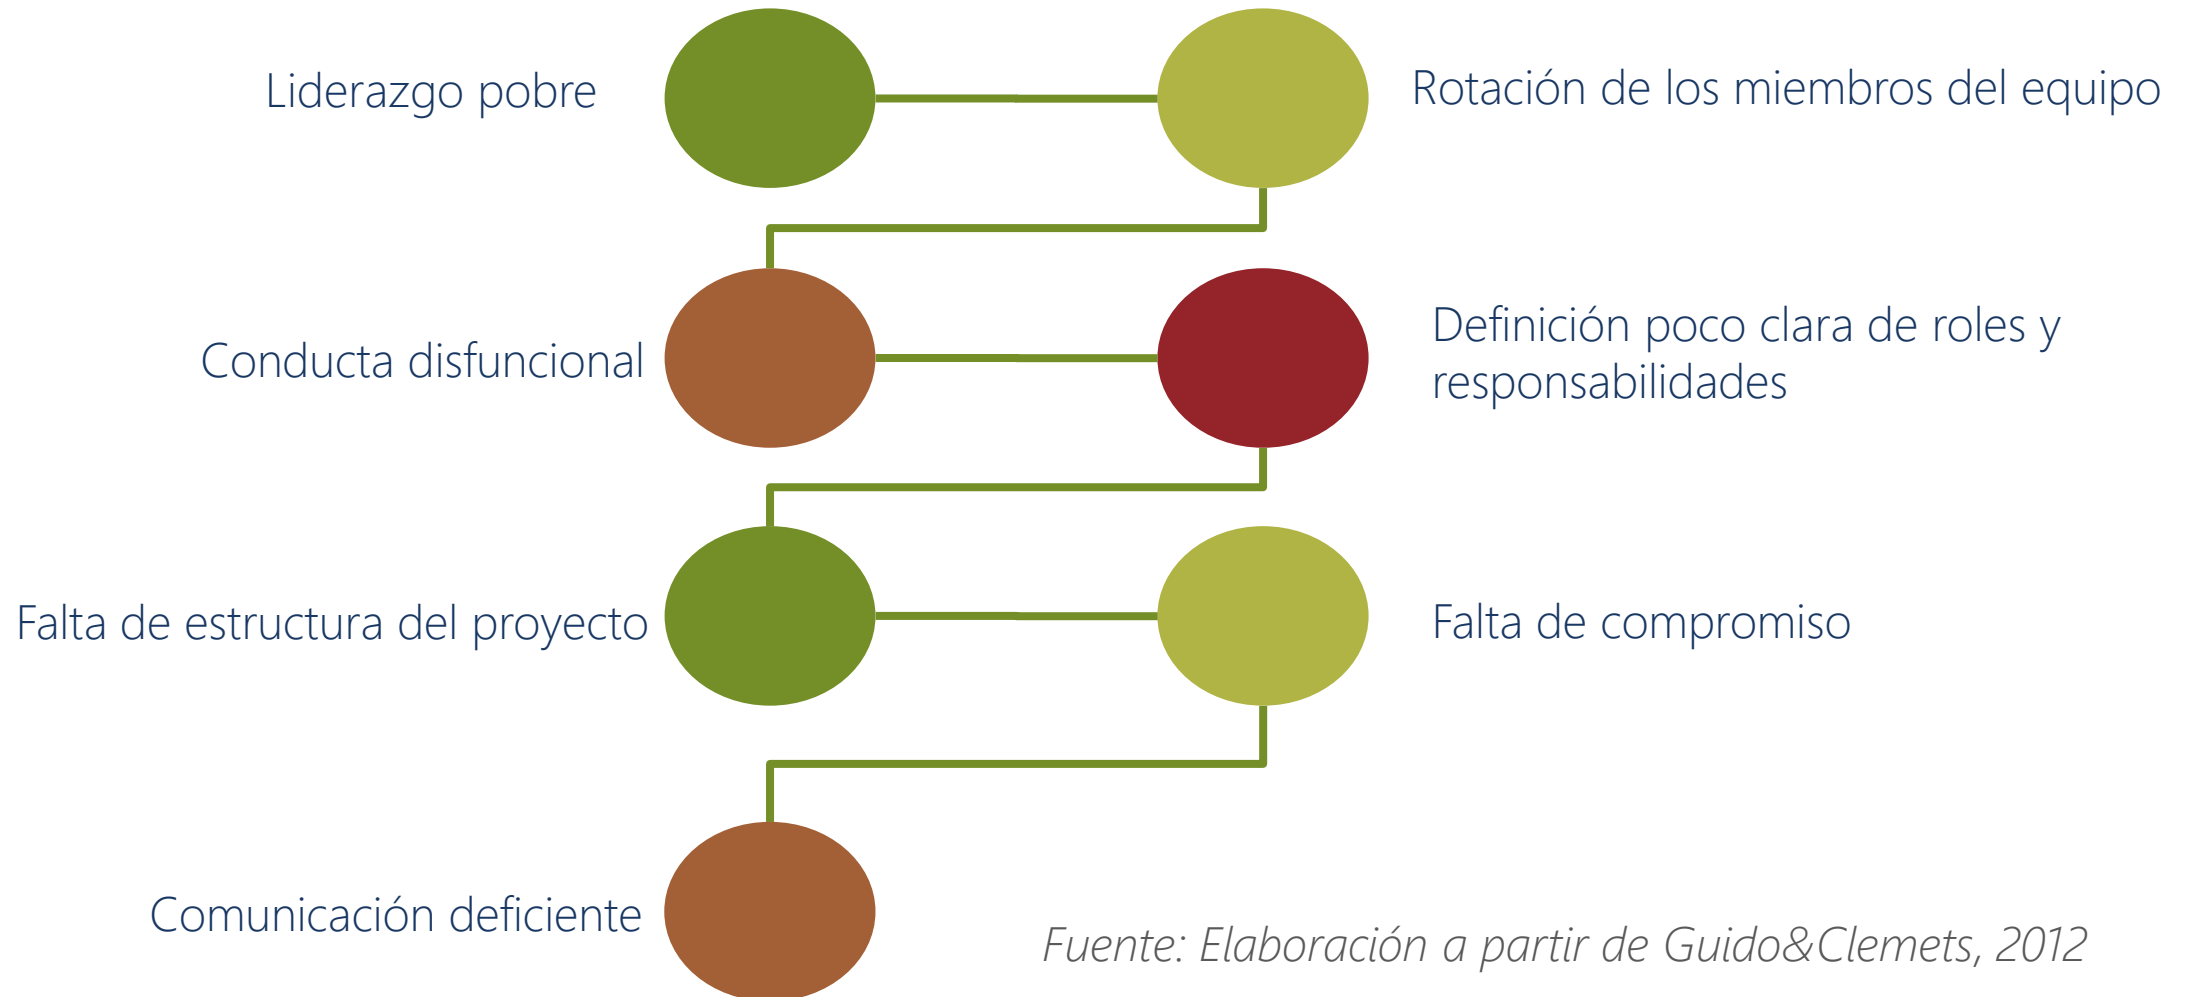 Liderazgo pobre
Rotación de los miembros del equipo
Conducta disfuncional
Definición poco clara de roles y
responsabilidades
Falta de estructura del proyecto
Falta de compromiso
Comunicación deficiente
Fuente: Elaboración a partir de Guido&Clemets, 2012